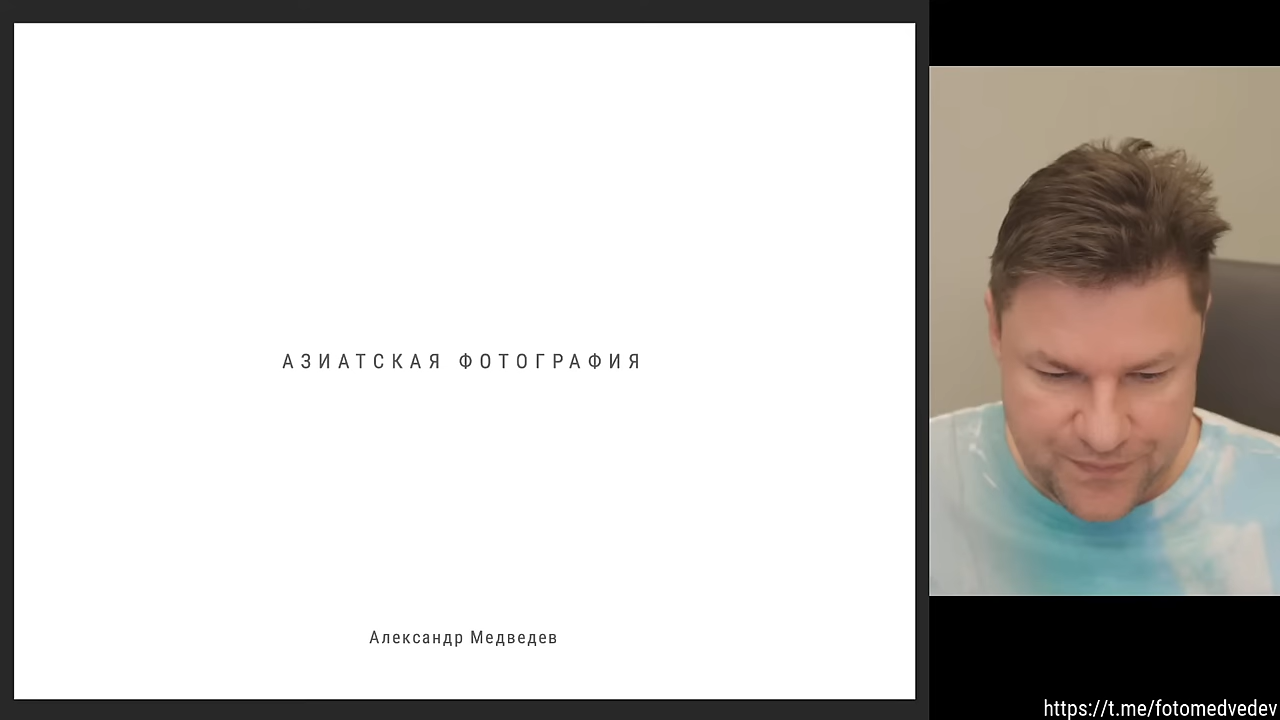 АЗИАТСКАЯ ФОТОГРАФИЯ
Александр Медведев
https://t.me/fotomedvedev